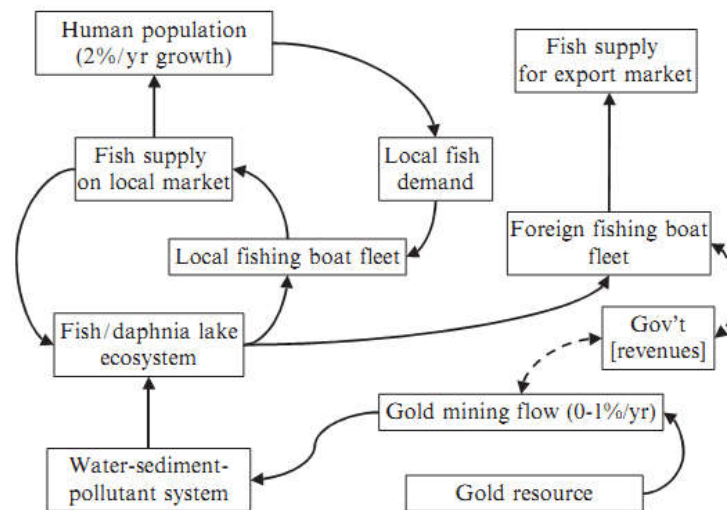 Human population
(2%/yr growth)
Fish supply
for export market
Fish supply
on local market
Local fish
demand
Local fishing boat fleet
Foreign fishing boat
fleet
Fish/daphnia lake
ecosystem
Gov't
[revenues]
Gold mining flow (0-1%/yr)
Water-sediment-
pollutant system
Gold resource